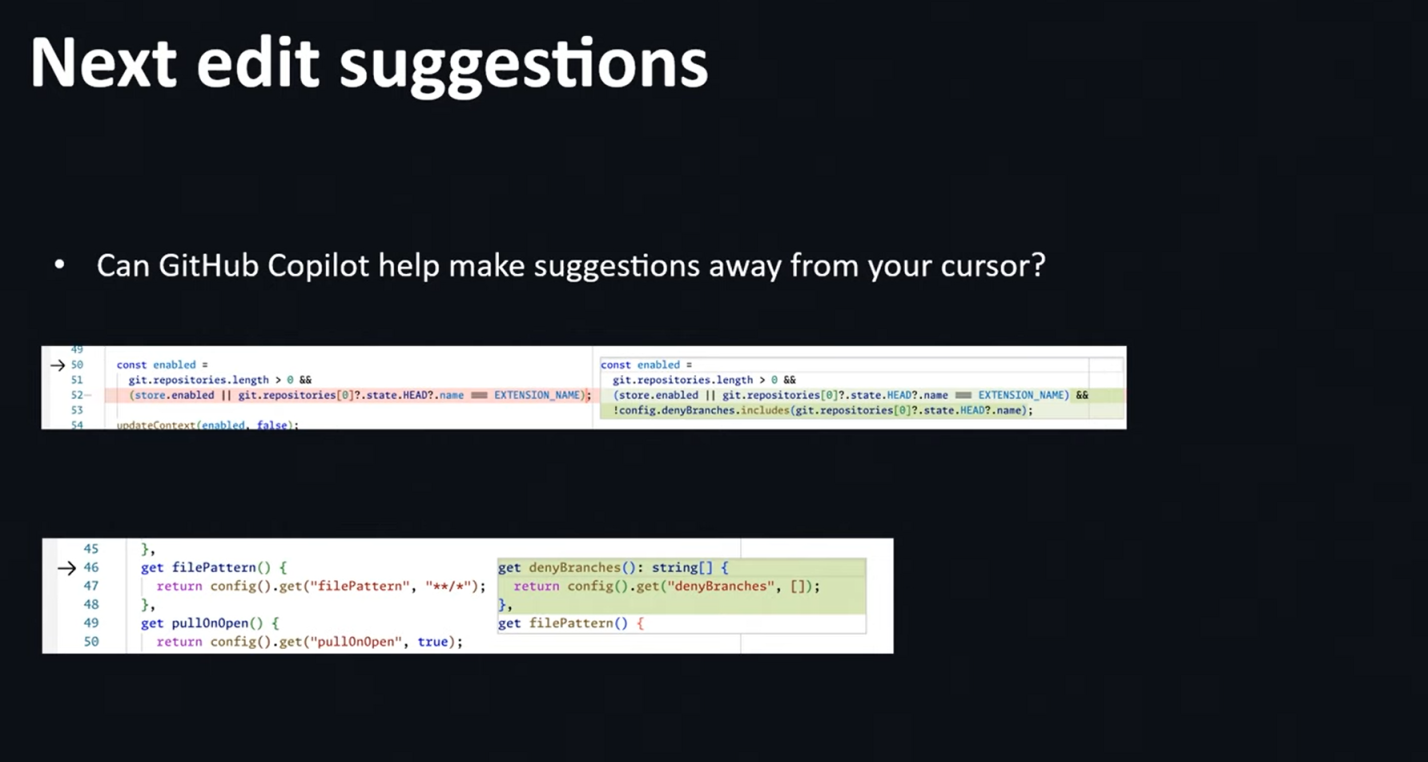 Next edit suggestions
• Can GitHub Copilot help make suggestions away from your cursor?
49
→ 50 const enabled =
51 git.repositories.length > 0 &&
52 (store.enabled || git.repositories[0]?.state.HEAD?.name === EXTENSION_NAME);
53
54 updateContext(enabled, false);
const enabled =
git.repositories.length > 0 &&
(store.enabled || git.repositories[0]?.state.HEAD?.name === EXTENSION_NAME) &&
!config.denyBranches.includes(git.repositories[0]?.state.HEAD?.name);
45 },
→ 46 get filePattern() {
47 return config().get("filePattern", "**/*");
48 },
49 get pullOnOpen() {
50 return config().get("pullOnOpen", true);
get denyBranches(): string[] {
return config().get("denyBranches", []);
},
get filePattern() {